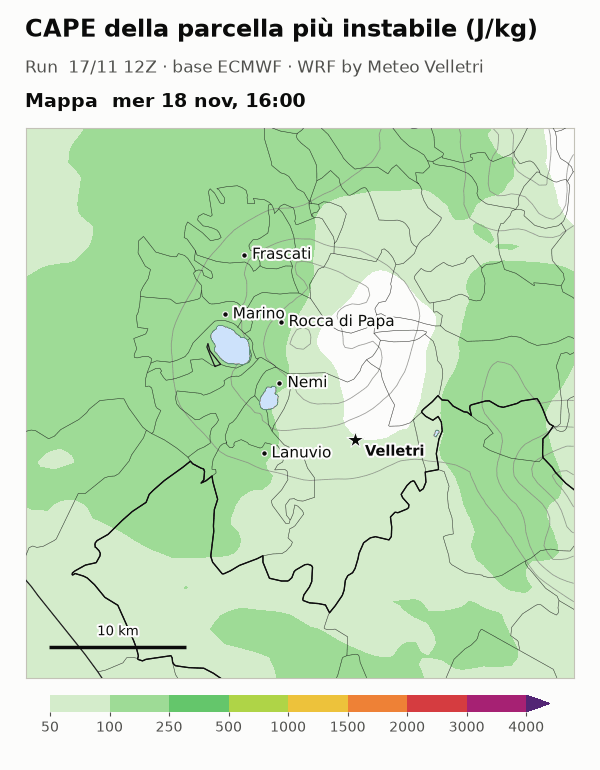 CAPE della parcella più instabile (J/kg)
Run  17/11 12Z · base ECMWF · WRF by Meteo Velletri
Mappa  mer 18 nov, 16:00
Frascati
Marino
Rocca di Papa
Nemi
Velletri
Lanuvio
10 km
50 100 250 500 1000 1500 2000 3000 4000